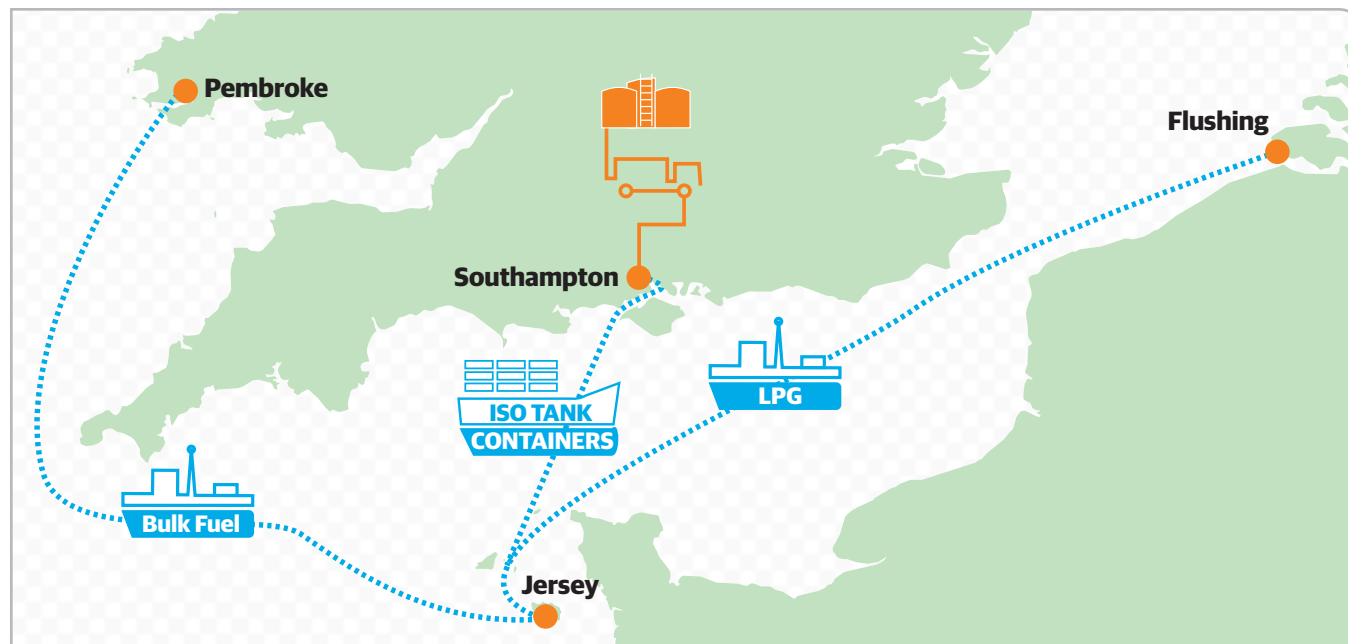 Pembroke
Flushing
Southampton
LPG
ISO TANK
CONTAINERS
Bulk Fuel
Jersey